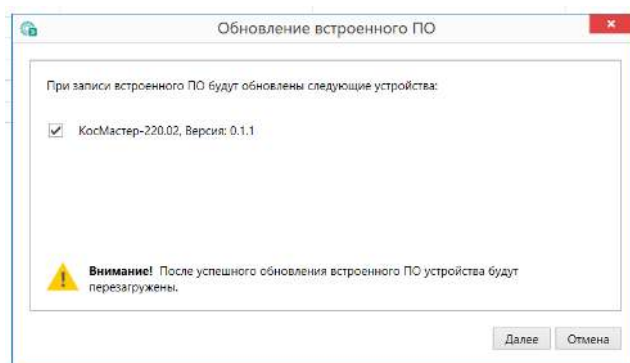 Обновление встроенного ПО
При записи встроенного ПО будут обновлены следующие устройства:
КосМастер-220.02, Версия: 0.1.1
Внимание! После успешного обновления встроенного ПО устройства будут
перезагружены.
Далее Отмена